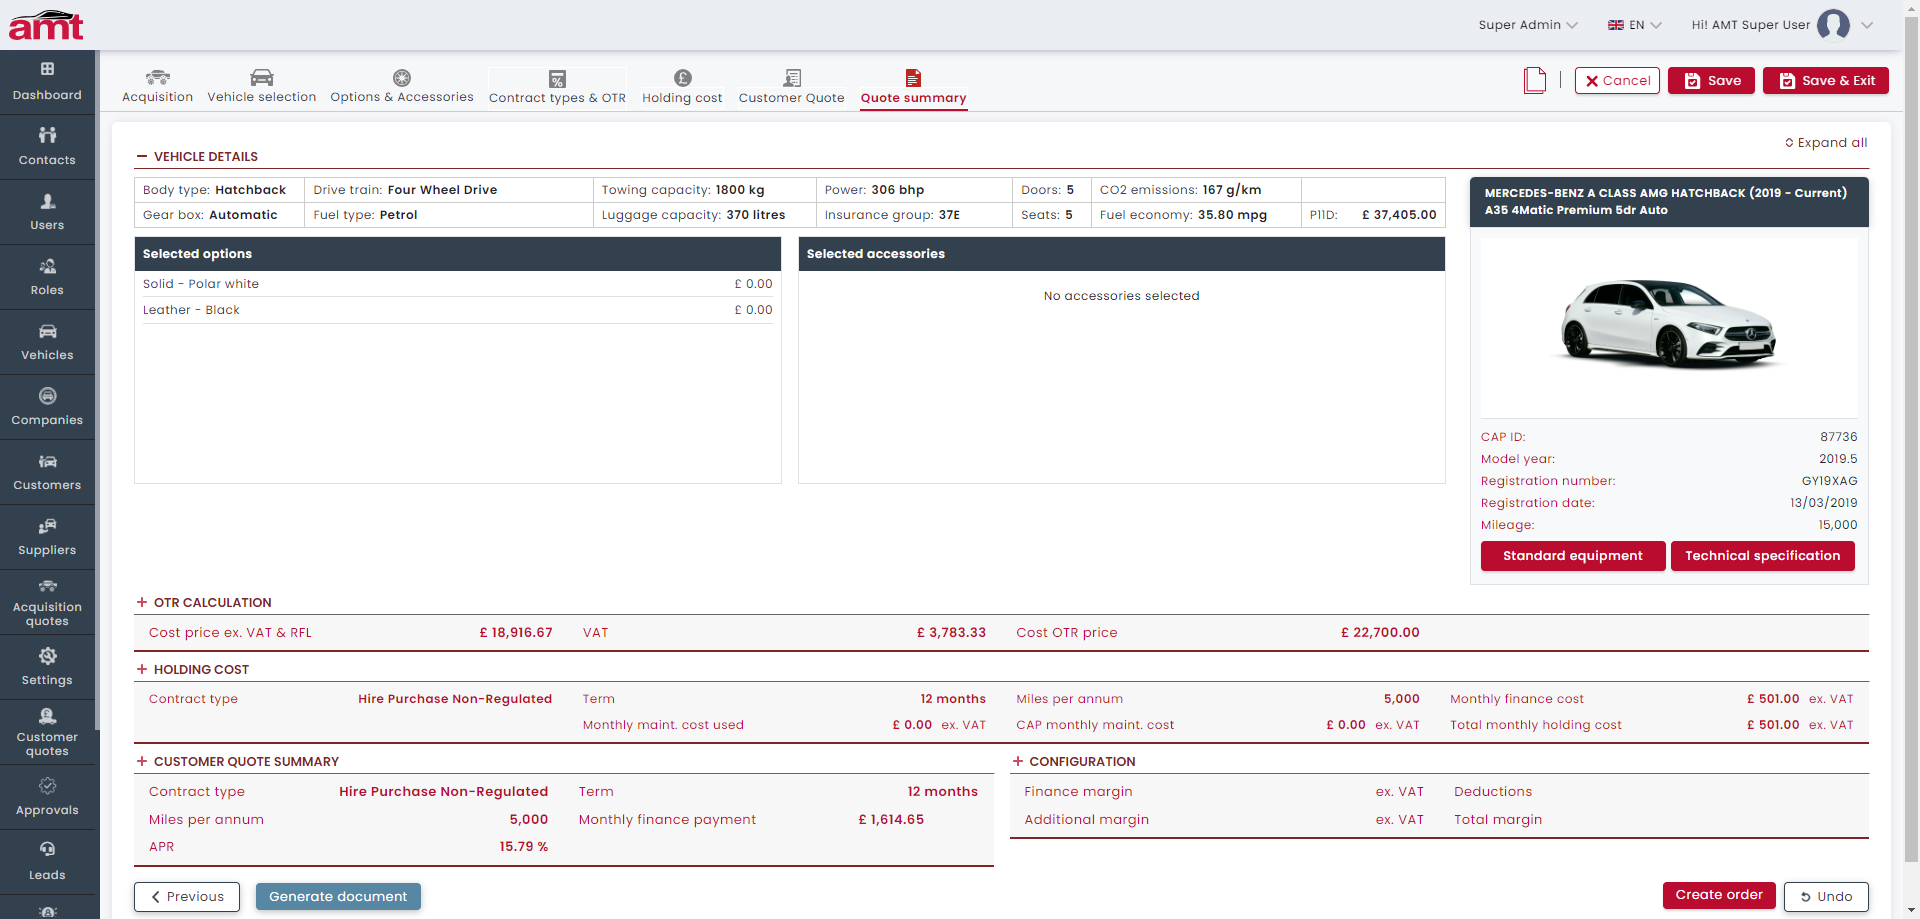 amt
Super Admin
EN
Hi! AMT Super User
Dashboard
Contacts
Users
Roles
Vehicles
Companies
Customers
Suppliers
Acquisition
quotes
Settings
Customer
quotes
Approvals
Leads
Acquisition
Vehicle selection
Options & Accessories
Contract types & OTR
Holding cost
Customer Quote
Quote summary
Cancel
Save
Save & Exit
Expand all
VEHICLE DETAILS
Body type: Hatchback
Drive train: Four Wheel Drive
Towing capacity: 1800 kg
Power: 306 bhp
Doors: 5
CO2 emissions: 167 g/km
Gear box: Automatic
Fuel type: Petrol
Luggage capacity: 370 litres
Insurance group: 37E
Seats: 5
Fuel economy: 35.80 mpg
P11D: £ 37,405.00
Selected options
Solid - Polar white £ 0.00
Leather - Black £ 0.00
Selected accessories
No accessories selected
MERCEDES-BENZ A CLASS AMG HATCHBACK (2019 - Current)
A35 4Matic Premium 5dr Auto
CAP ID: 87736
Model year: 2019.5
Registration number: GY19XAG
Registration date: 13/03/2019
Mileage: 15,000
Standard equipment
Technical specification
OTR CALCULATION
Cost price ex. VAT & RFL £ 18,916.67 VAT £ 3,783.33 Cost OTR price £ 22,700.00
HOLDING COST
Contract type Hire Purchase Non-Regulated Term 12 months Miles per annum 5,000 Monthly finance cost £ 501.00 ex. VAT
Monthly maint. cost used £ 0.00 ex. VAT CAP monthly maint. cost £ 0.00 ex. VAT Total monthly holding cost £ 501.00 ex. VAT
CUSTOMER QUOTE SUMMARY
Contract type Hire Purchase Non-Regulated Term 12 months
Miles per annum 5,000 Monthly finance payment £ 1,614.65
APR 15.79 %
CONFIGURATION
Finance margin ex. VAT Deductions
Additional margin ex. VAT Total margin
Previous
Generate document
Create order
Undo